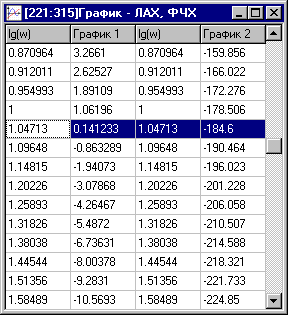 [221:315]График - ЛАХ, ФЧХ
lg(w) График 1 lg(w) График 2
0.870964 3.2661 0.870964 -159.856
0.912011 2.62527 0.912011 -166.022
0.954993 1.89109 0.954993 -172.276
1 1.06196 1 -178.506
1.04713 0.141233 1.04713 -184.6
1.09648 -0.863289 1.09648 -190.464
1.14815 -1.94073 1.14815 -196.023
1.20226 -3.07868 1.20226 -201.228
1.25893 -4.26467 1.25893 -206.058
1.31826 -5.4872 1.31826 -210.507
1.38038 -6.73631 1.38038 -214.588
1.44544 -8.00378 1.44544 -218.321
1.51356 -9.2831 1.51356 -221.733
1.58489 -10.5693 1.58489 -224.85